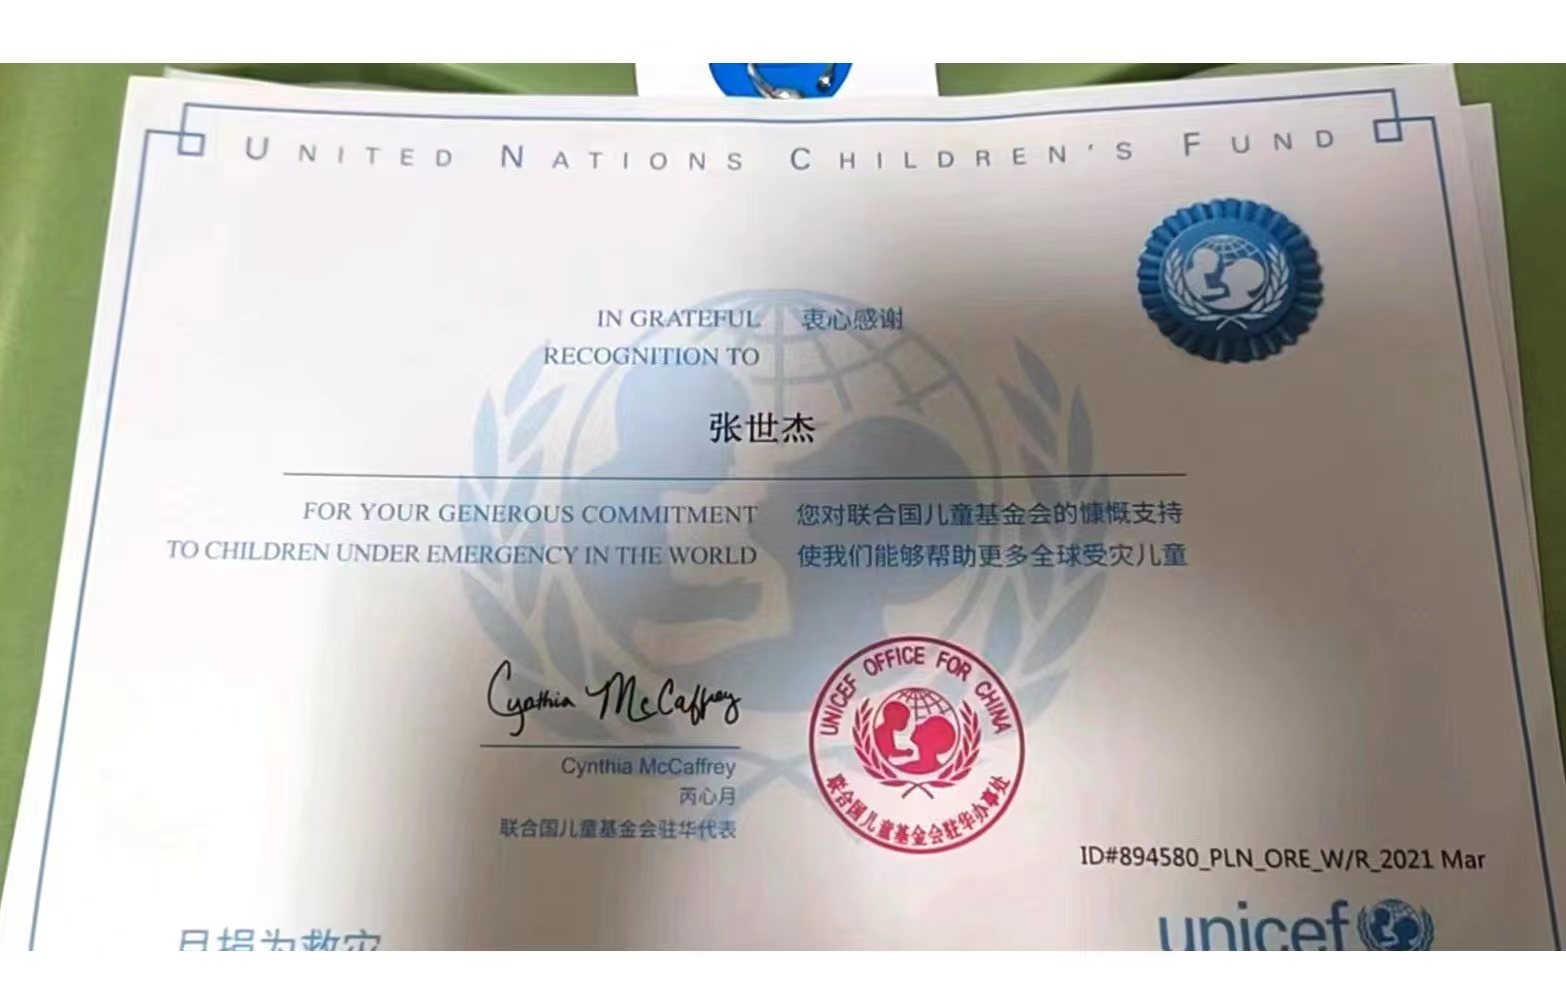 UNITED NATIONS CHILDREN'S FUND
IN GRATEFUL 衷心感谢
RECOGNITION TO
张世杰
FOR YOUR GENEROUS COMMITMENT 您对联合国儿童基金会的慷慨支持
TO CHILDREN UNDER EMERGENCY IN THE WORLD 使我们能够帮助更多全球受灾儿童
Cynthia McCaffrey
Cynthia McCaffrey
芮心月
联合国儿童基金会驻华代表
UNICEF OFFICE FOR CHINA
联合国儿童基金会驻华办事处
ID#894580_PLN_ORE_W/R_2021 Mar
月捐为救灾
unicef